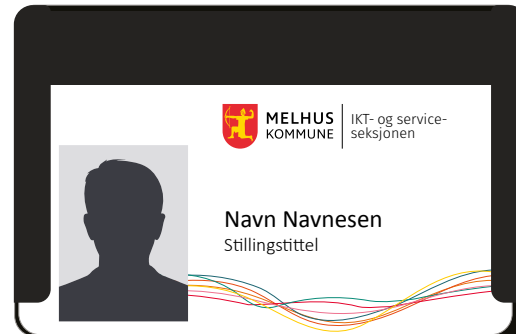 MELHUS
KOMMUNE
IKT- og service-
seksjonen
Navn Navnesen
Stillingstittel